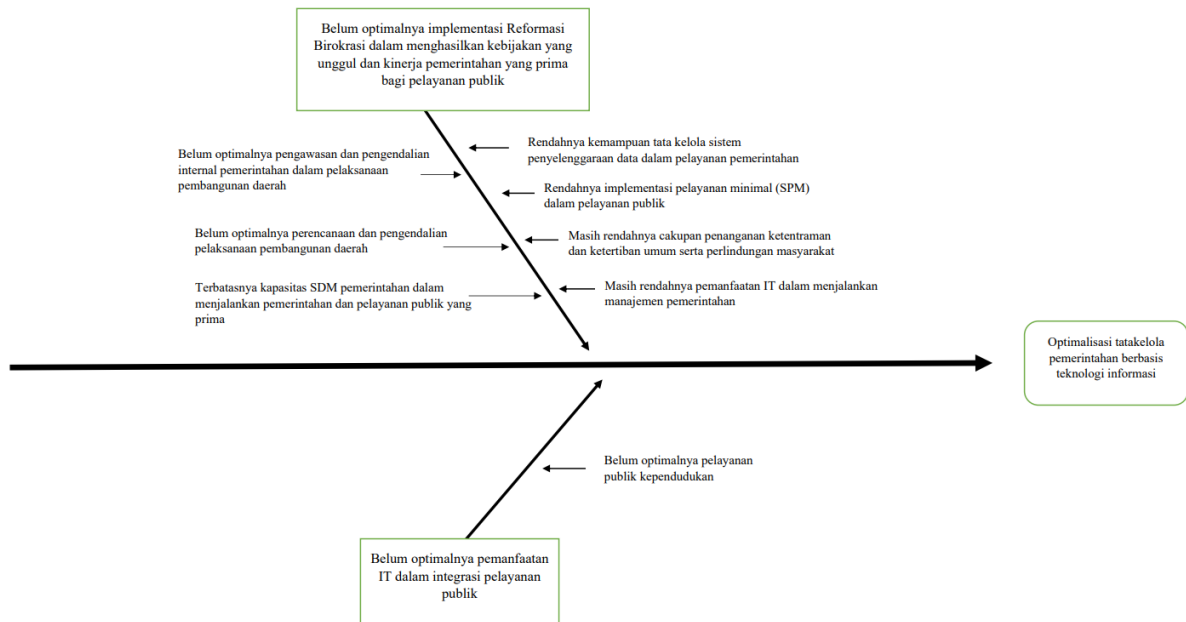 Belum optimalnya implementasi Reformasi
Birokrasi dalam menghasilkan kebijakan yang
unggul dan kinerja pemerintahan yang prima
bagi pelayanan publik
Belum optimalnya pengawasan dan pengendalian
internal pemerintahan dalam pelaksanaan
pembangunan daerah
Belum optimalnya perencanaan dan pengendalian
pelaksanaan pembangunan daerah
Terbatasnya kapasitas SDM pemerintahan dalam
menjalankan pemerintahan dan pelayanan publik yang
prima
Rendahnya kemampuan tata kelola sistem
penyelenggaraan data dalam pelayanan pemerintahan
Rendahnya implementasi pelayanan minimal (SPM)
dalam pelayanan publik
Masih rendahnya cakupan penanganan ketentraman
dan ketertiban umum serta perlindungan masyarakat
Masih rendahnya pemanfaatan IT dalam menjalankan
manajemen pemerintahan
Optimalisasi tatakelola
pemerintahan berbasis
teknologi informasi
Belum optimalnya pelayanan
publik kependudukan
Belum optimalnya pemanfaatan
IT dalam integrasi pelayanan
publik